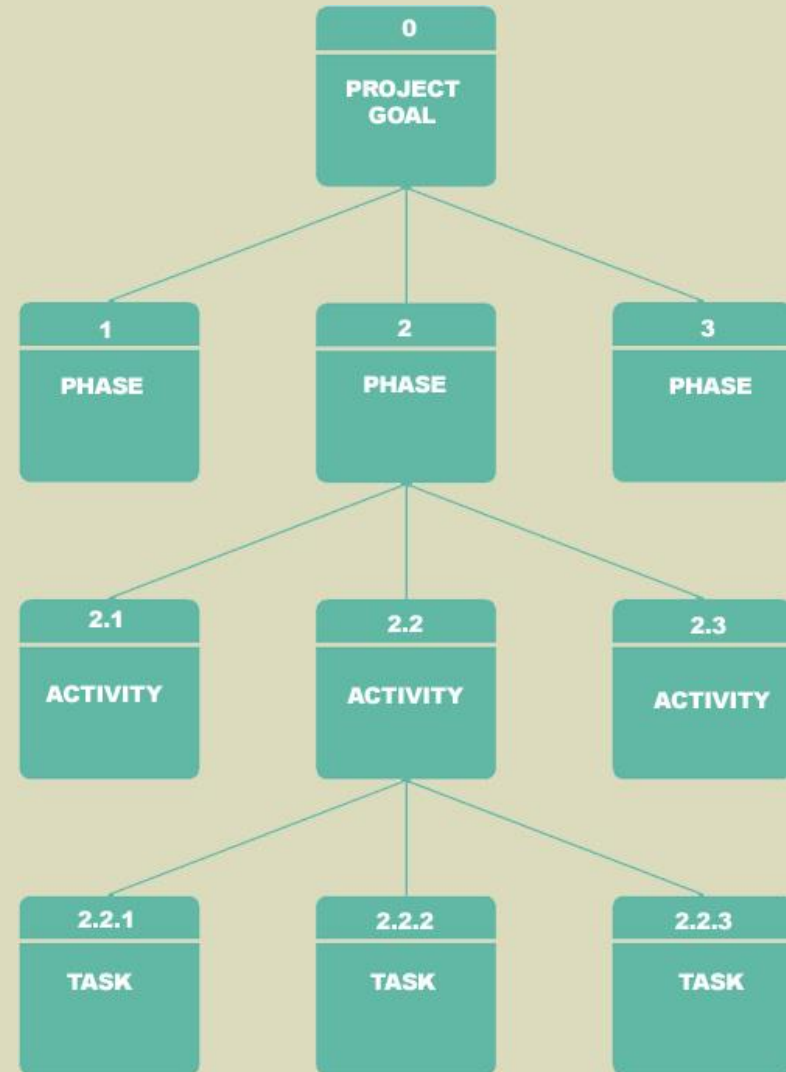 0
PROJECT
GOAL
1
2
3
PHASE
PHASE
PHASE
2.1
2.2
2.3
ACTIVITY
ACTIVITY
ACTIVITY
2.2.1
2.2.2
2.2.3
TASK
TASK
TASK